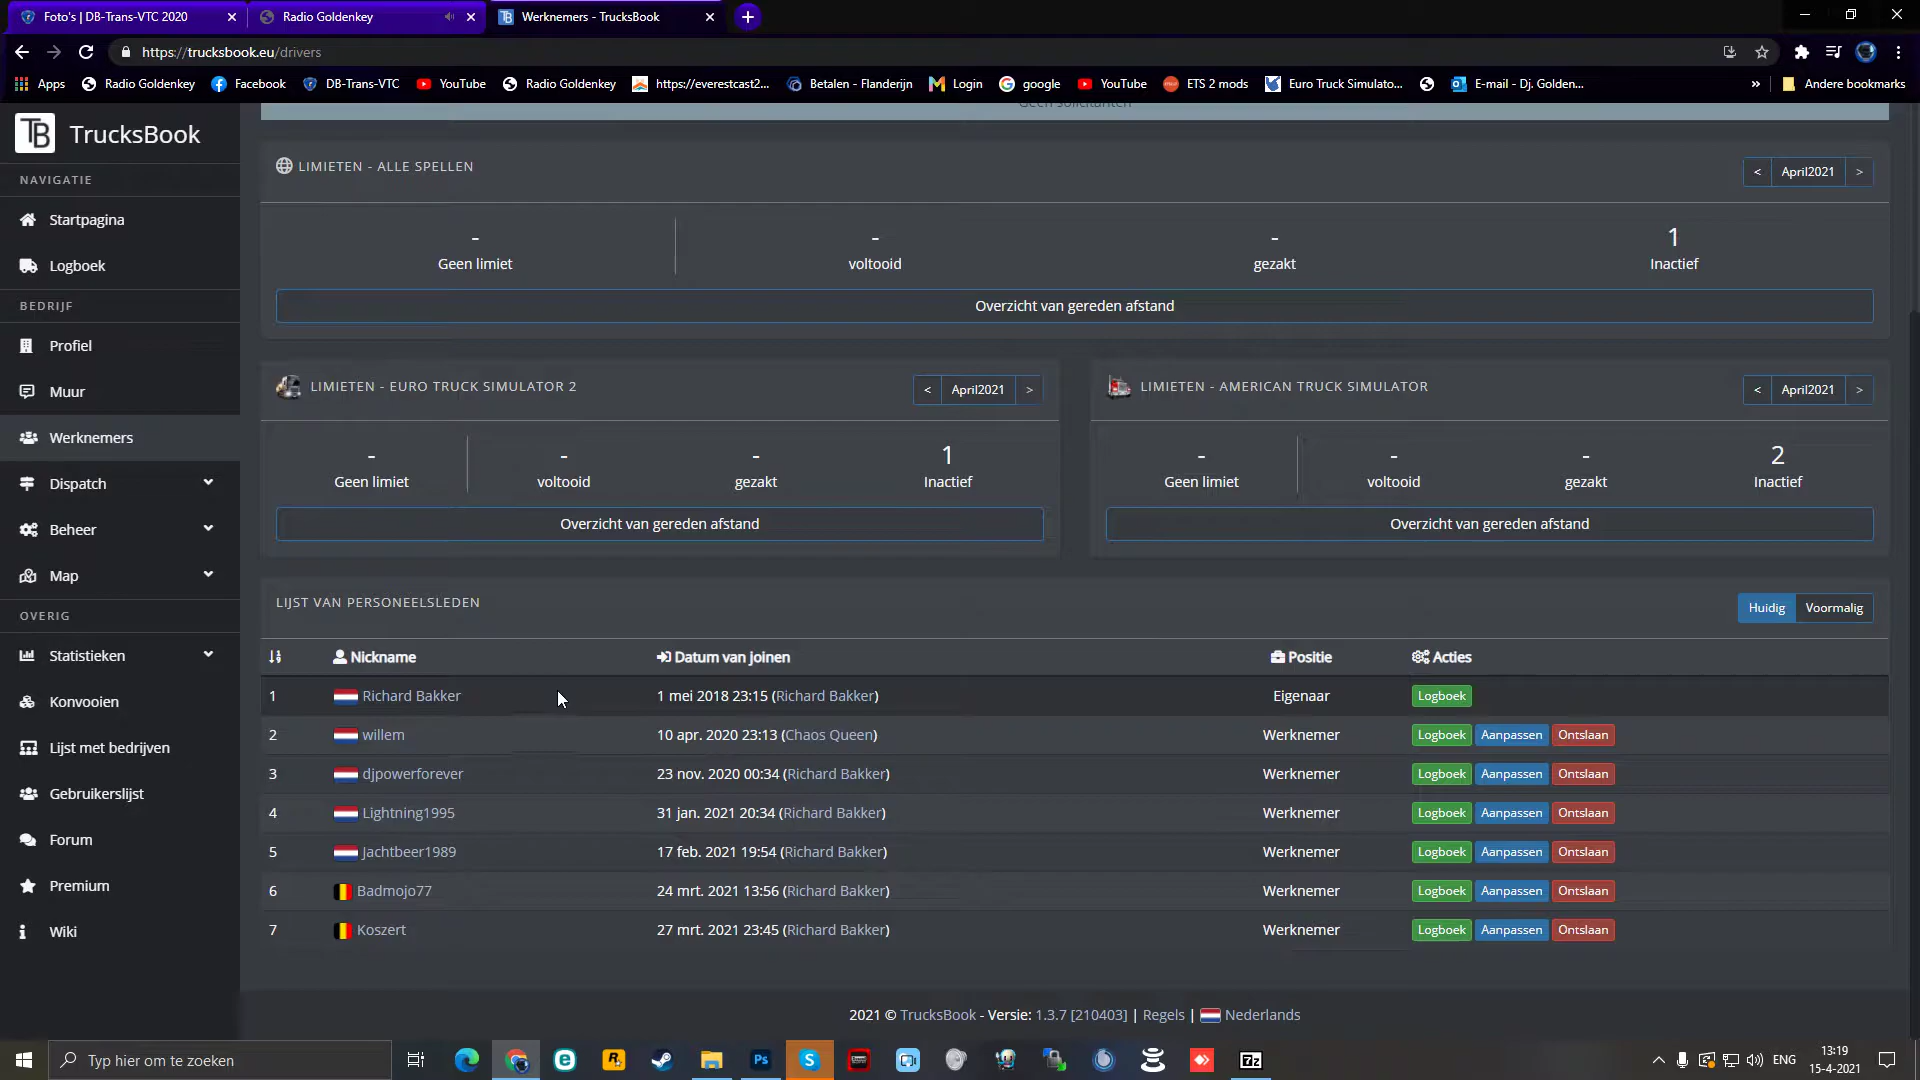 Foto's | DB-Trans-VTC 2020
Radio Goldenkey
Werknemers - TrucksBook
https://trucksbook.eu/drivers
Apps
Radio Goldenkey
Facebook
DB-Trans-VTC
YouTube
Radio Goldenkey
https://everestcast2...
Betalen - Flanderijn
Login
google
YouTube
ETS 2 mods
Euro Truck Simulato...
E-mail - Dj. Golden...
»
Andere bookmarks
TB TrucksBook
Geen solicitanten
NAVIGATIE
Startpagina
Logboek
BEDRIJF
Profiel
Muur
Werknemers
Dispatch
Beheer
Map
OVERIG
Statistieken
Konvooien
Lijst met bedrijven
Gebruikerslijst
Forum
Premium
Wiki
LIMIETEN - ALLE SPELLEN
< April2021 >
- - - 1
Geen limiet voltooid gezakt Inactief
Overzicht van gereden afstand
LIMIETEN - EURO TRUCK SIMULATOR 2
< April2021 >
- - - 1
Geen limiet voltooid gezakt Inactief
Overzicht van gereden afstand
LIMIETEN - AMERICAN TRUCK SIMULATOR
< April2021 >
- - - 2
Geen limiet voltooid gezakt Inactief
Overzicht van gereden afstand
LIJST VAN PERSONEELSLEDEN
Huidig Voormalig
Nickname Datum van joinen Positie Acties
1 Richard Bakker 1 mei 2018 23:15 (Richard Bakker) Eigenaar Logboek
2 willem 10 apr. 2020 23:13 (Chaos Queen) Werknemer Logboek Aanpassen Ontslaan
3 djpowerforever 23 nov. 2020 00:34 (Richard Bakker) Werknemer Logboek Aanpassen Ontslaan
4 Lightning1995 31 jan. 2021 20:34 (Richard Bakker) Werknemer Logboek Aanpassen Ontslaan
5 Jachtbeer1989 17 feb. 2021 19:54 (Richard Bakker) Werknemer Logboek Aanpassen Ontslaan
6 Badmojo77 24 mrt. 2021 13:56 (Richard Bakker) Werknemer Logboek Aanpassen Ontslaan
7 Koszert 27 mrt. 2021 23:45 (Richard Bakker) Werknemer Logboek Aanpassen Ontslaan
2021 © TrucksBook - Versie: 1.3.7 [210403] | Regels | Nederlands
Typ hier om te zoeken
Ps
7z
ENG
13:19
15-4-2021